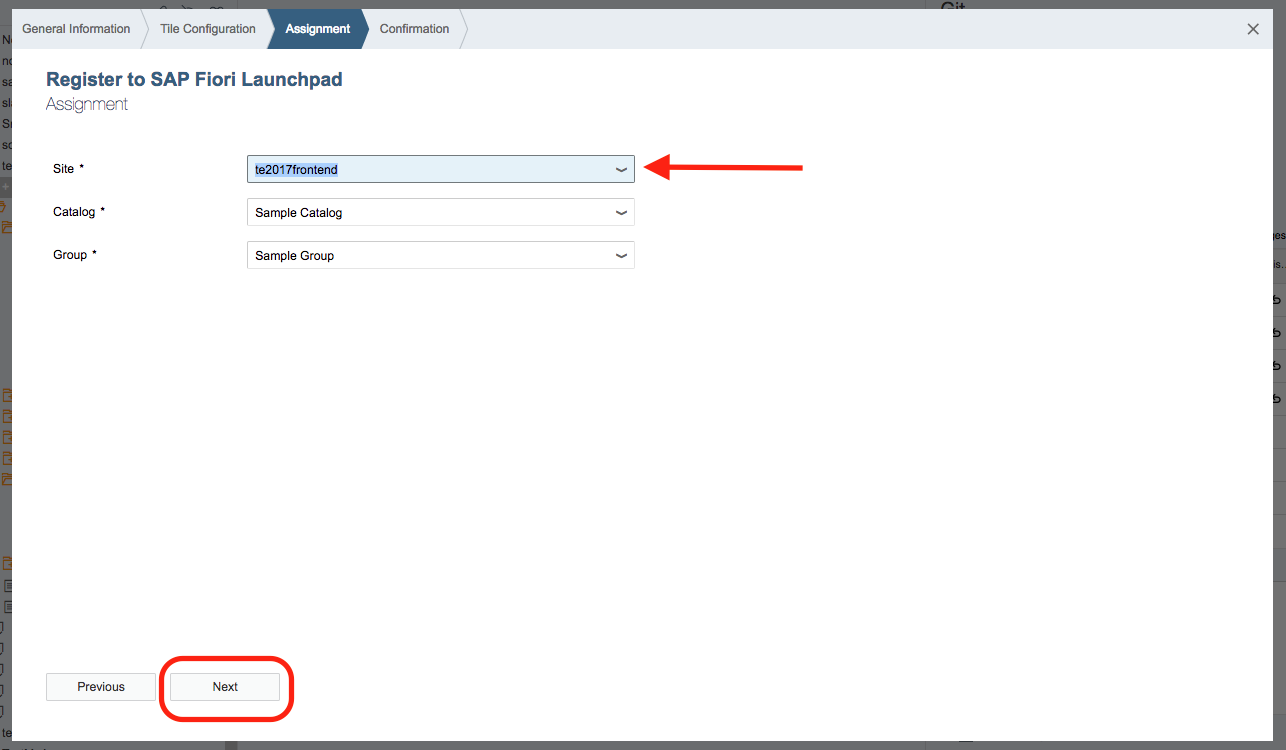 Git
General Information Tile Configuration Assignment Confirmation
Register to SAP Fiori Launchpad
Assignment
Site *
te2017frontend
Catalog *
Sample Catalog
Group *
Sample Group
Previous Next